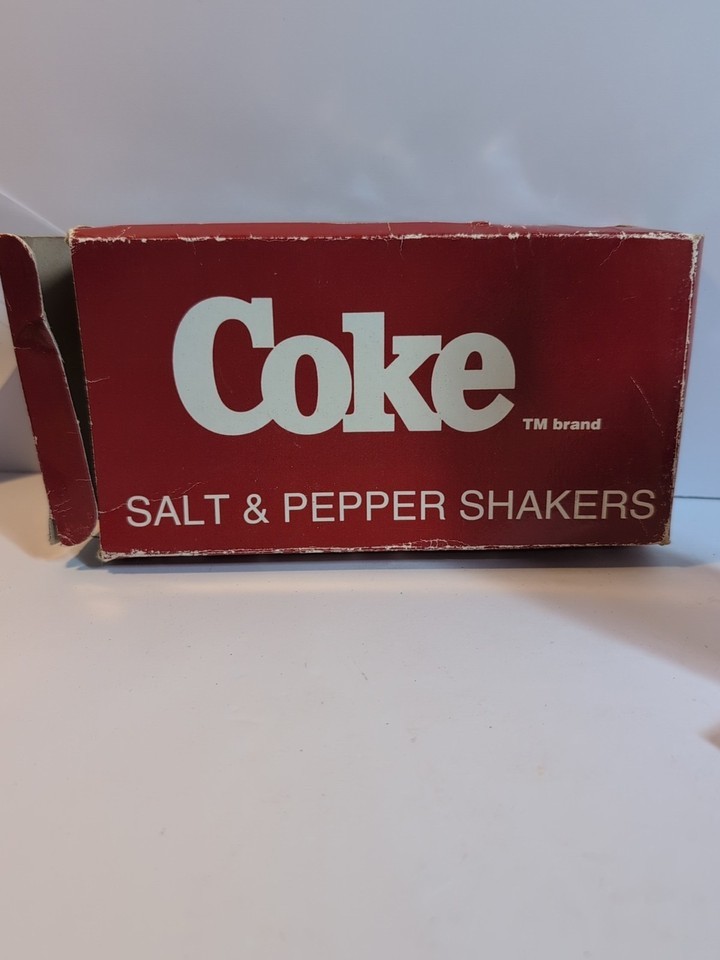 Coke
TM brand
SALT & PEPPER SHAKERS